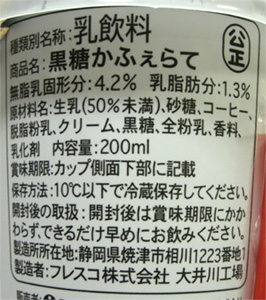 種類別名称:乳飲料
公正
商品名:黒糖かふぇらて
無脂乳固形分:4.2% 乳脂肪分:1.3%
原材料名:生乳(50%未満)、砂糖、コーヒー、
脱脂粉乳、クリーム、黒糖、全粉乳、香料、
乳化剤 内容量:200ml
賞味期限:カップ側面下部に記載
保存方法:10℃以下で冷蔵保存してください。
開封後の取扱:開封後は賞味期限にかか
わらず、できるだけ早めにお飲みください。
製造所所在地:静岡県焼津市相川1223番地1
製造者:フレスコ株式会社 大井川工場